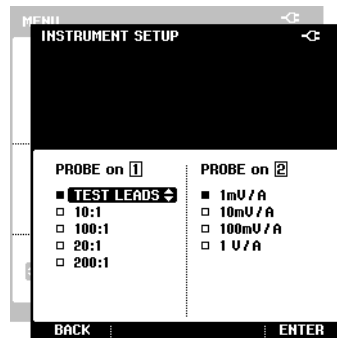 MENU
INSTRUMENT SETUP
PROBE on 1
■ TEST LEADS
□ 10:1
□ 100:1
□ 20:1
□ 200:1
PROBE on 2
■ 1mV/A
□ 10mV/A
□ 100mV/A
□ 1 V/A
BACK
ENTER